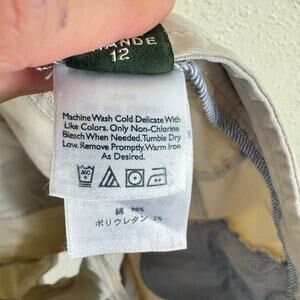 12
Machine Wash Cold Delicate With
Like Colors. Only Non-Chlorine
Bleach When Needed.Tumble Dry
Low. Remove Promptly.Warm Iron
As Desired.
綿 98%
ポリウレタン 2%